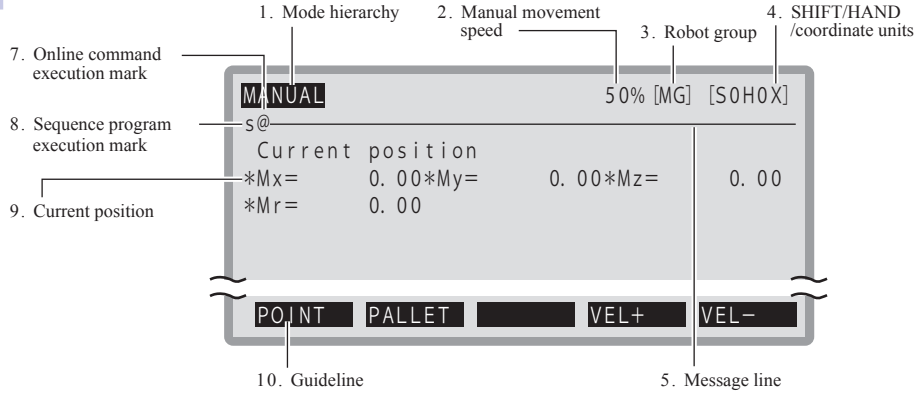 1. Mode hierarchy
2. Manual movement
speed
3. Robot group
4. SHIFT/HAND
/coordinate units
7. Online command
execution mark
MANUAL 50% [MG] [S0H0X]
8. Sequence program
execution mark
s@
Current position
*Mx= 0.00*My= 0.00*Mz= 0.00
9. Current position
*Mr= 0.00
POINT PALLET VEL+ VEL−
10. Guideline
5. Message line